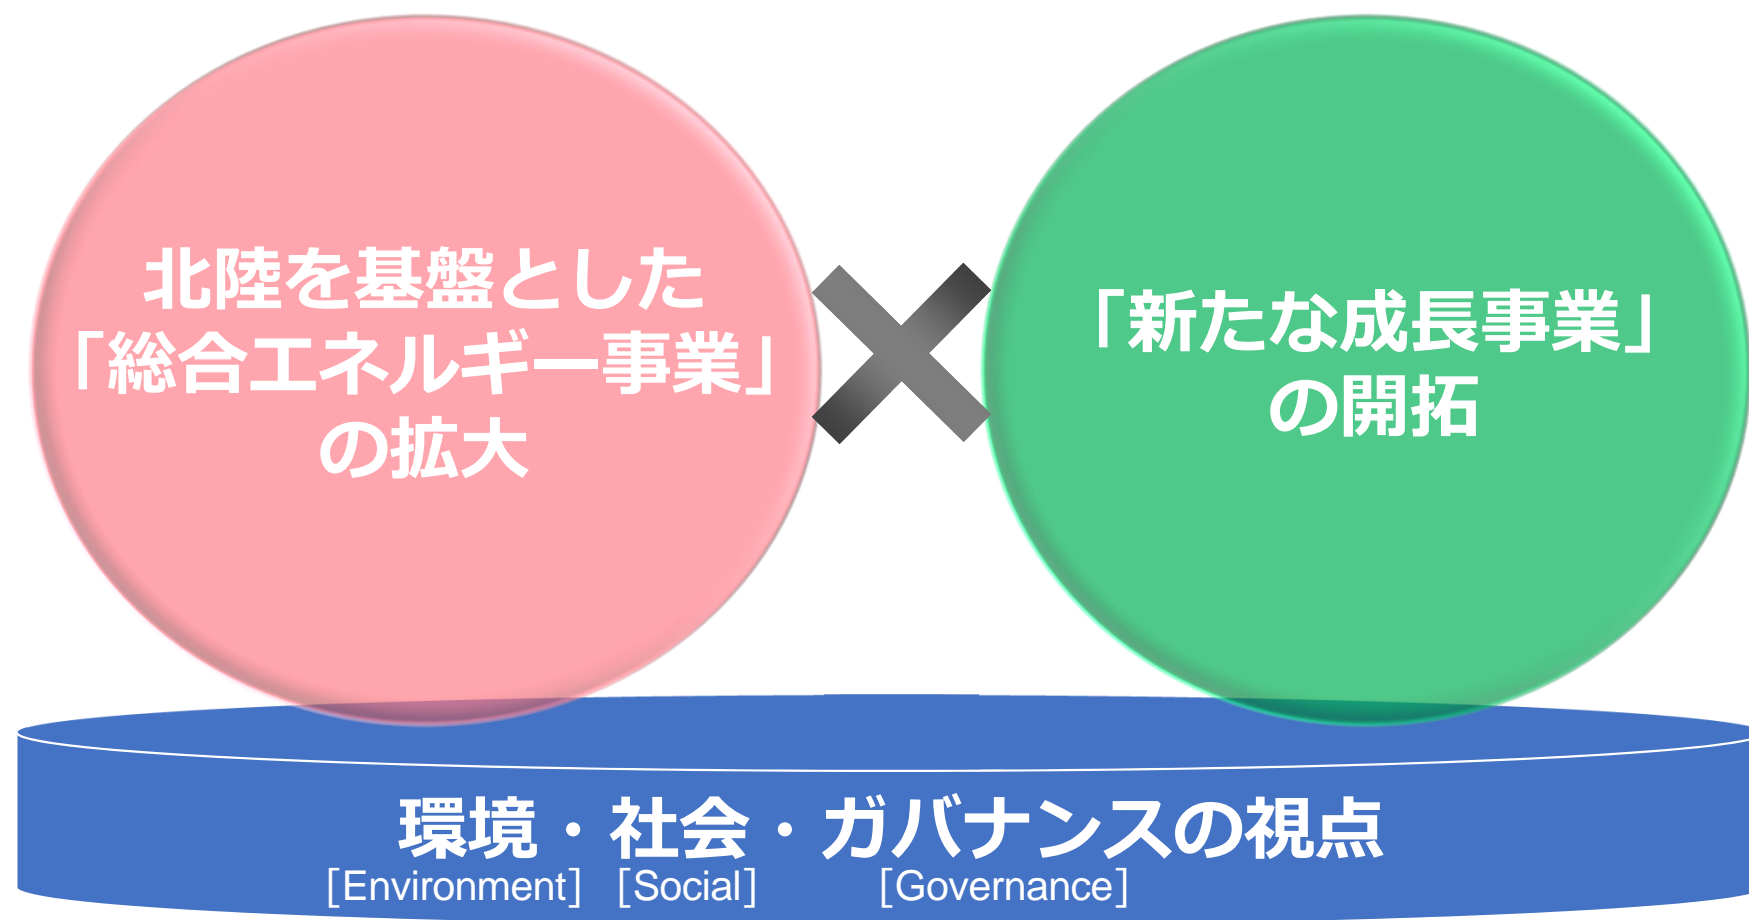 北陸を基盤とした
「総合エネルギー事業」
の拡大
「新たな成長事業」
の開拓
環境・社会・ガバナンスの視点
[Environment] [Social] [Governance]